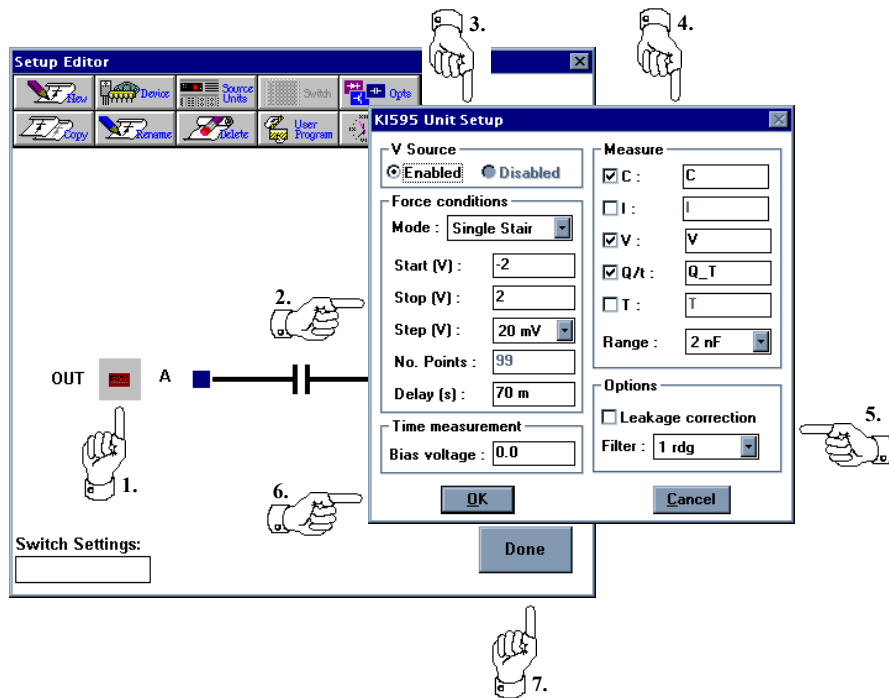 3.
4.
Setup Editor
New
Device
Source Units
Switch
Opts
Copy
Rename
Delete
User Program
KI595 Unit Setup
V Source
Enabled
Disabled
Force conditions
Mode : Single Stair
Start (V) : -2
Stop (V) : 2
Step (V) : 20 mV
No. Points : 99
Delay (s) : 70 m
Time measurement
Bias voltage : 0.0
Measure
C : C
I : I
V : V
Q/t : Q_T
T : T
Range : 2 nF
Options
Leakage correction
Filter : 1 rdg
OK
Cancel
2.
OUT
A
1.
5.
6.
Switch Settings:
Done
7.